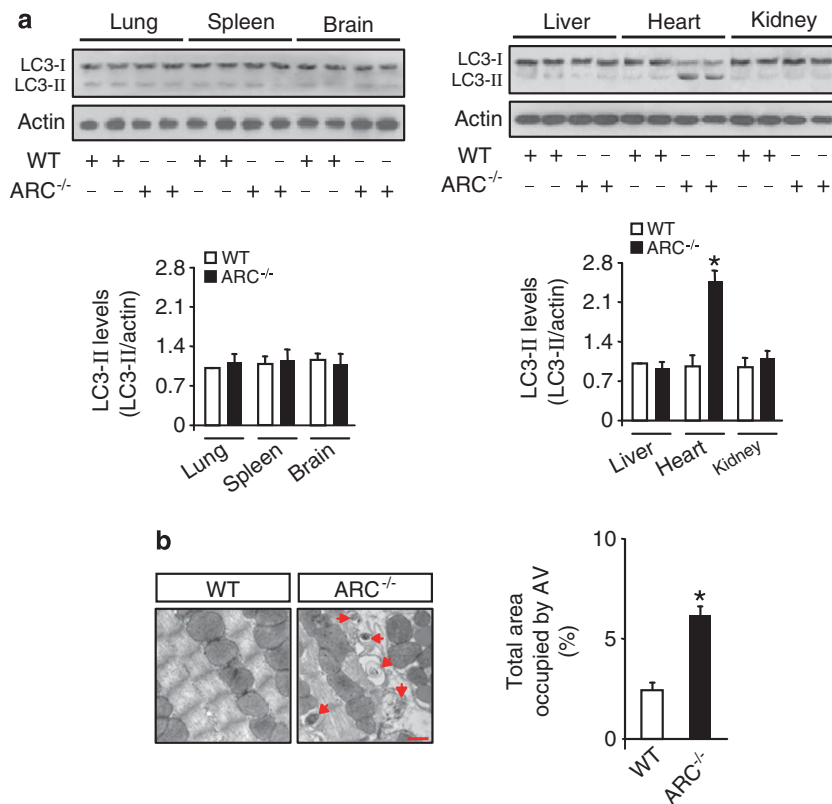 a
Lung Spleen Brain
LC3-I
LC3-II
Actin
WT + + – – + + – – + + – –
ARC-/- – – + + – – + + – – + +
Liver Heart Kidney
LC3-I
LC3-II
Actin
WT + + – – + + – – + + – –
ARC-/- – – + + – – + + – – + +
WT
ARC-/-
LC3-II levels
(LC3-II/actin)
2.8
2.1
1.4
0.7
0
Lung Spleen Brain
WT
ARC-/-
LC3-II levels
(LC3-II/actin)
2.8
2.1
1.4
0.7
0
*
Liver Heart Kidney
b
WT ARC-/-
Total area
occupied by AV
(%)
10
5
0
*
WT ARC-/-